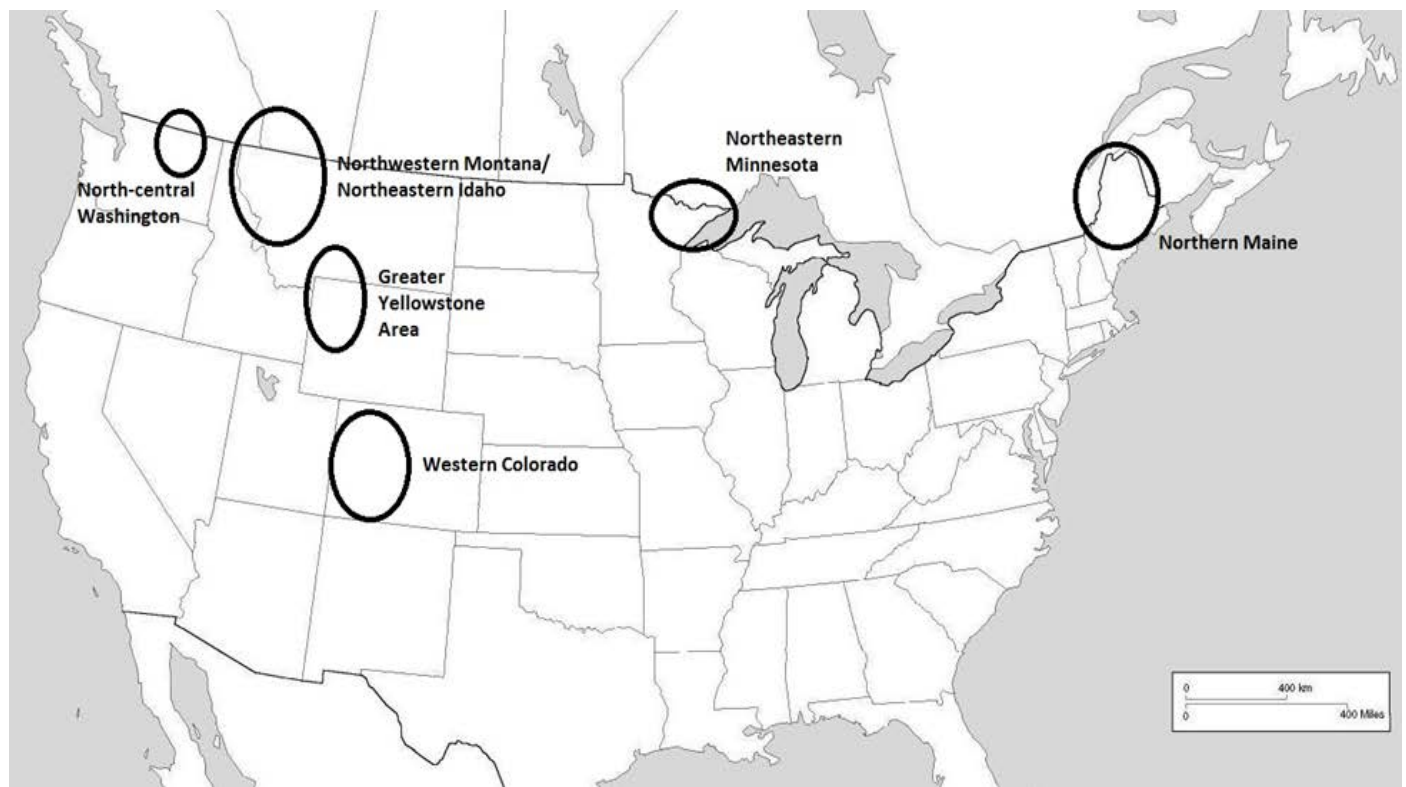 Northeastern
Minnesota
Northwestern Montana/
Northeastern Idaho
North-central
Washington
Northern Maine
Greater
Yellowstone
Area
Western Colorado
0
400 km
0
400 Miles